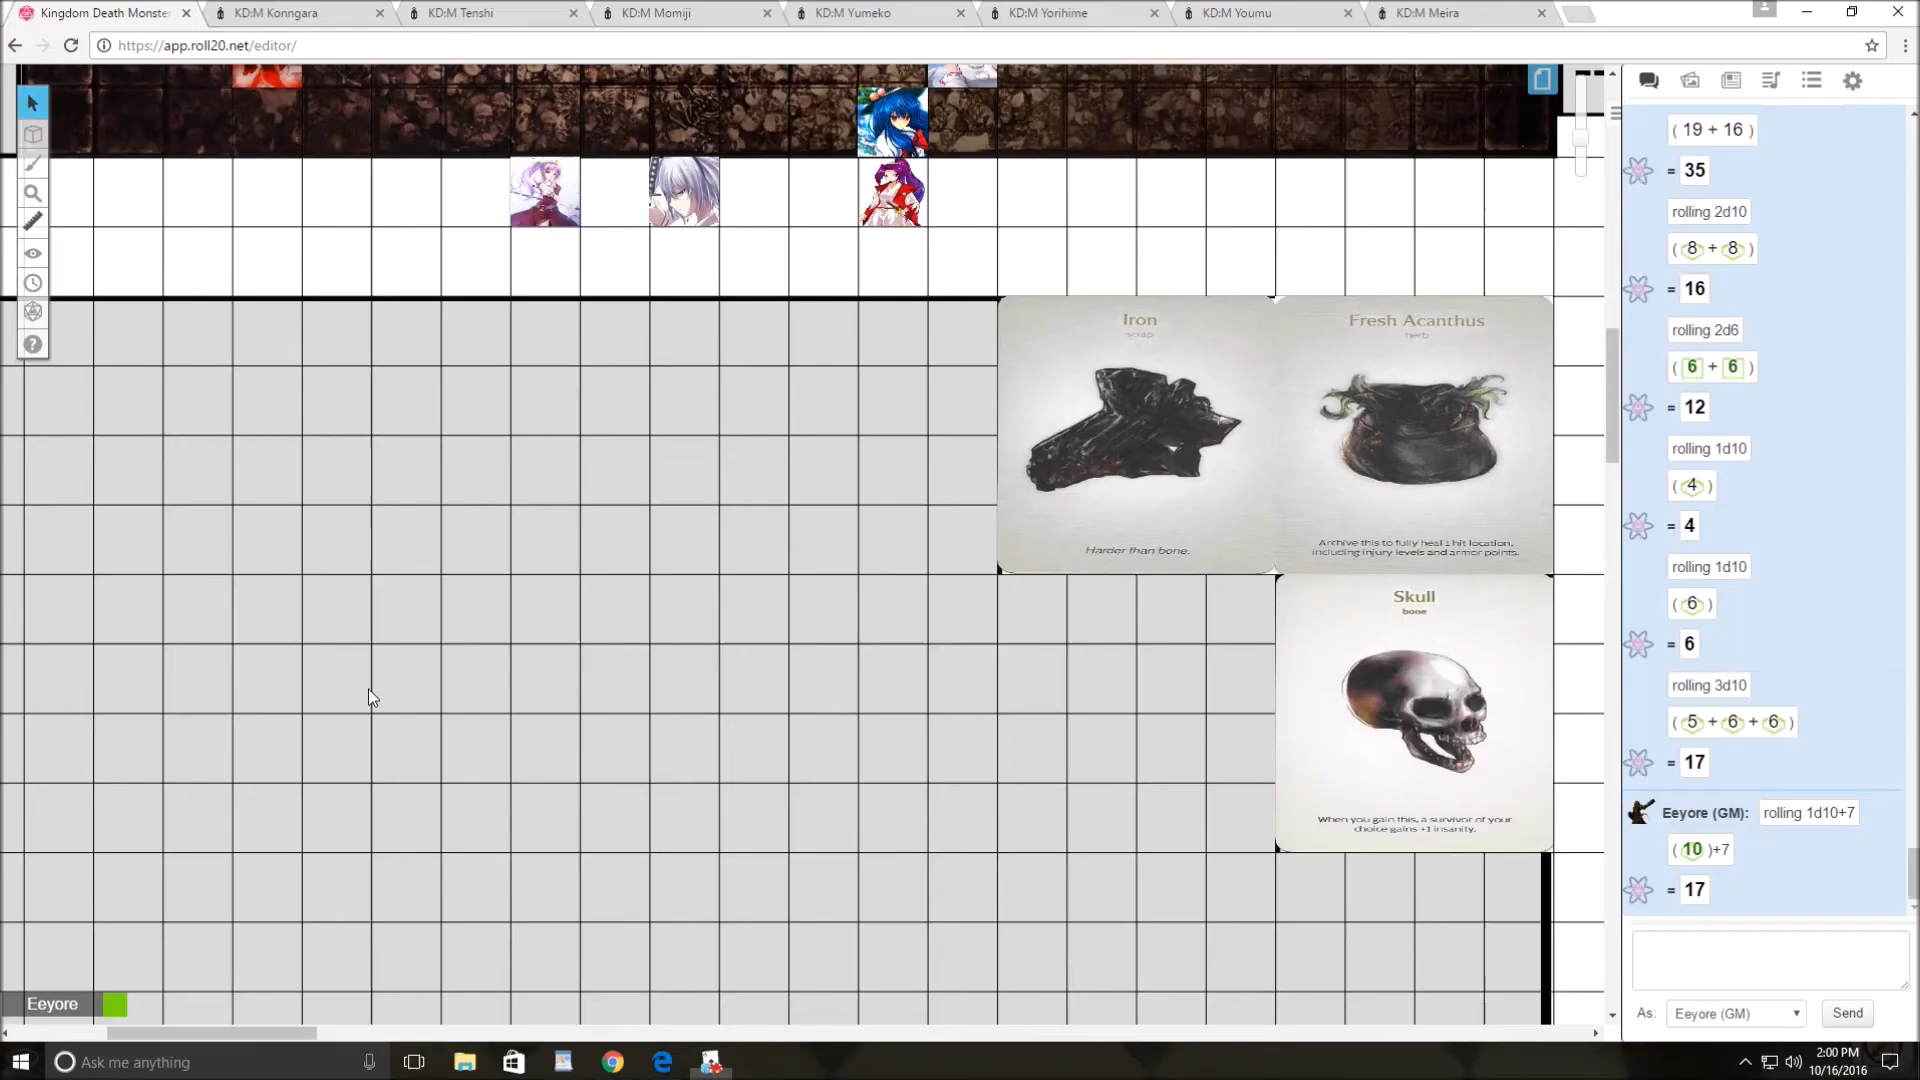 Kingdom Death Monste
KD:M Konngara
KD:M Tenshi
KD:M Momiji
KD:M Yumeko
KD:M Yorihime
KD:M Youmu
KD:M Meira
https://app.roll20.net/editor/
Iron
scrap
Harder than bone.
Fresh Acanthus
herb
Archive this to fully heal 1 hit location,
including injury levels and armor points.
Skull
bone
When you gain this, a survivor of your
choice gains +1 insanity.
( 19 + 16 )
= 35
rolling 2d10
( 8 + 8 )
= 16
rolling 2d6
( 6 + 6 )
= 12
rolling 1d10
( 4 )
= 4
rolling 1d10
( 6 )
= 6
rolling 3d10
( 5 + 6 + 6 )
= 17
Eeyore (GM): rolling 1d10+7
( 10 )+7
= 17
As: Eeyore (GM) Send
Eeyore
Ask me anything
2:00 PM
10/16/2016